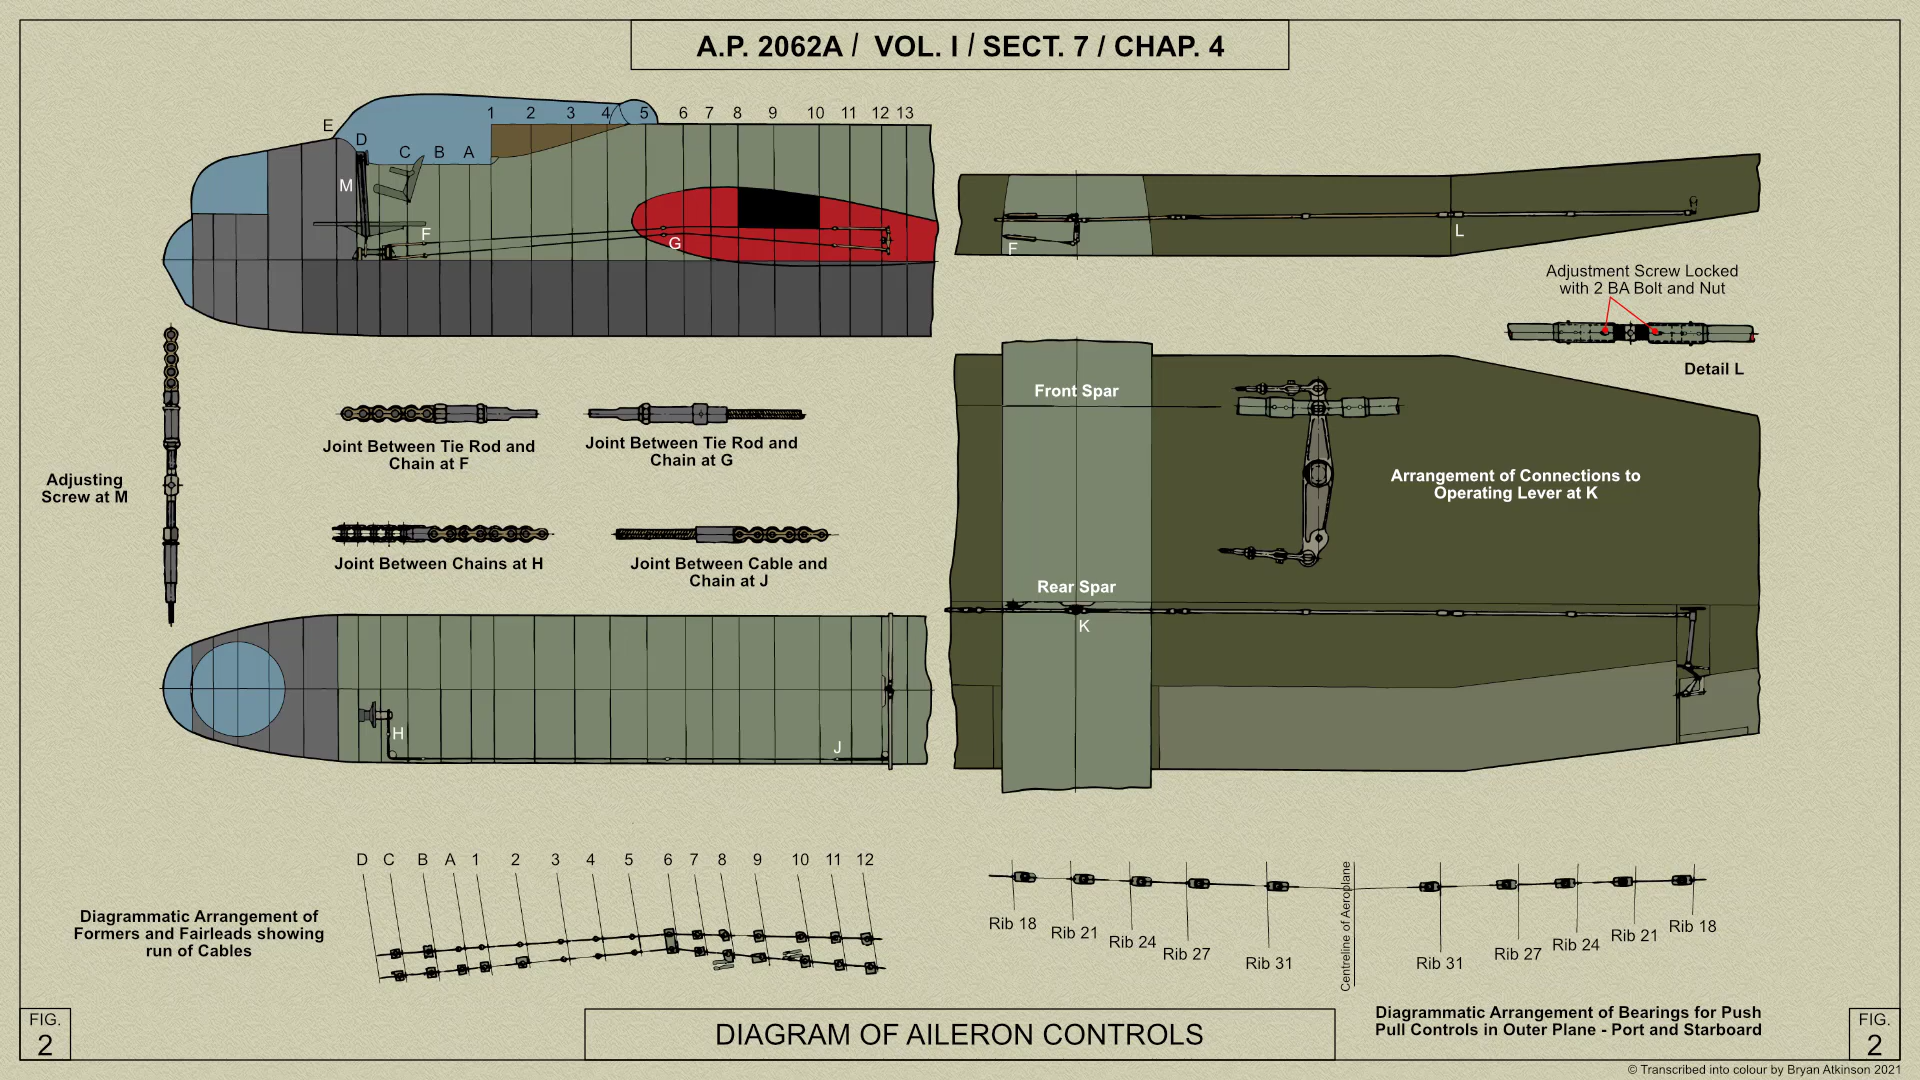 A.P. 2062A / VOL. I / SECT. 7 / CHAP. 4
1 2 3 4 5 6 7 8 9 10 11 12 13
E
D
C B A
M
F
G
F
L
Adjustment Screw Locked
with 2 BA Bolt and Nut
Detail L
Adjusting
Screw at M
Joint Between Tie Rod and
Chain at F
Joint Between Tie Rod and
Chain at G
Joint Between Chains at H
Joint Between Cable and
Chain at J
Front Spar
Arrangement of Connections to
Operating Lever at K
Rear Spar
K
H
J
D C B A 1 2 3 4 5 6 7 8 9 10 11 12
Diagrammatic Arrangement of
Formers and Fairleads showing
run of Cables
Rib 18
Rib 21
Rib 24
Rib 27
Rib 31
Centreline of Aeroplane
Rib 31
Rib 27
Rib 24
Rib 21
Rib 18
Diagrammatic Arrangement of Bearings for Push
Pull Controls in Outer Plane - Port and Starboard
FIG.
2
DIAGRAM OF AILERON CONTROLS
FIG.
2
© Transcribed into colour by Bryan Atkinson 2021